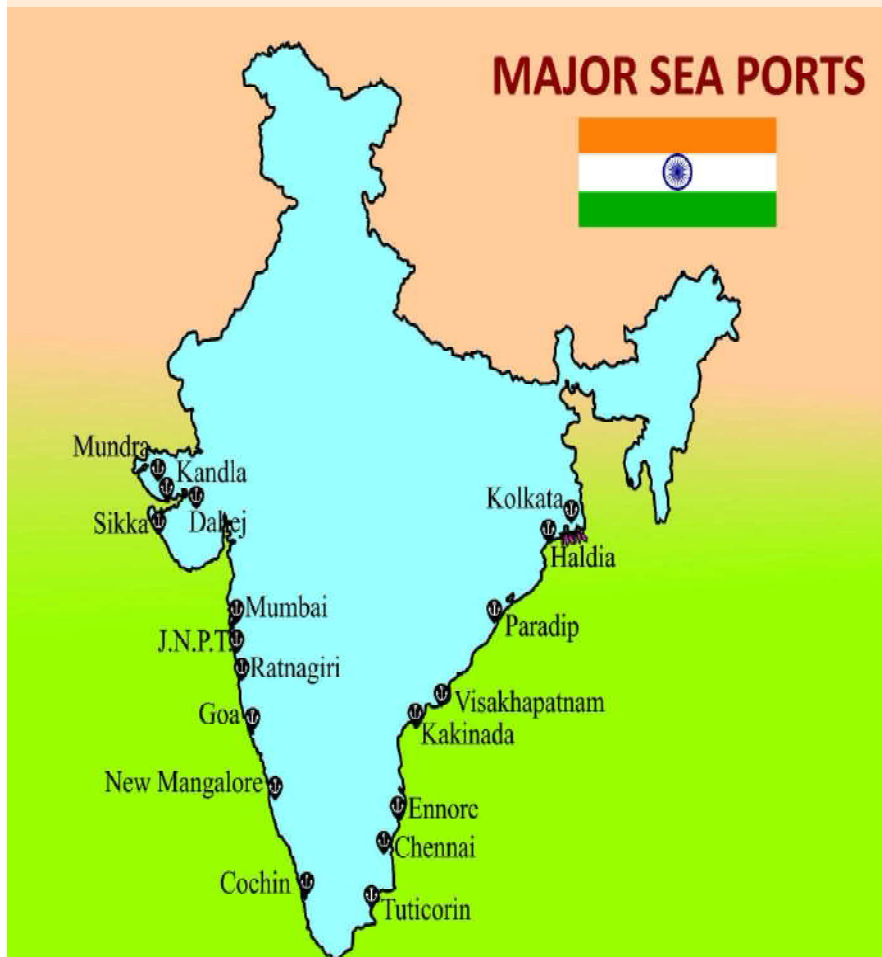 MAJOR SEA PORTS
Mundra
Kandla
Sikka
Dahej
Kolkata
Haldia
Mumbai
J.N.P.T.
Ratnagiri
Goa
Paradip
Visakhapatnam
Kakinada
New Mangalore
Ennore
Chennai
Cochin
Tuticorin